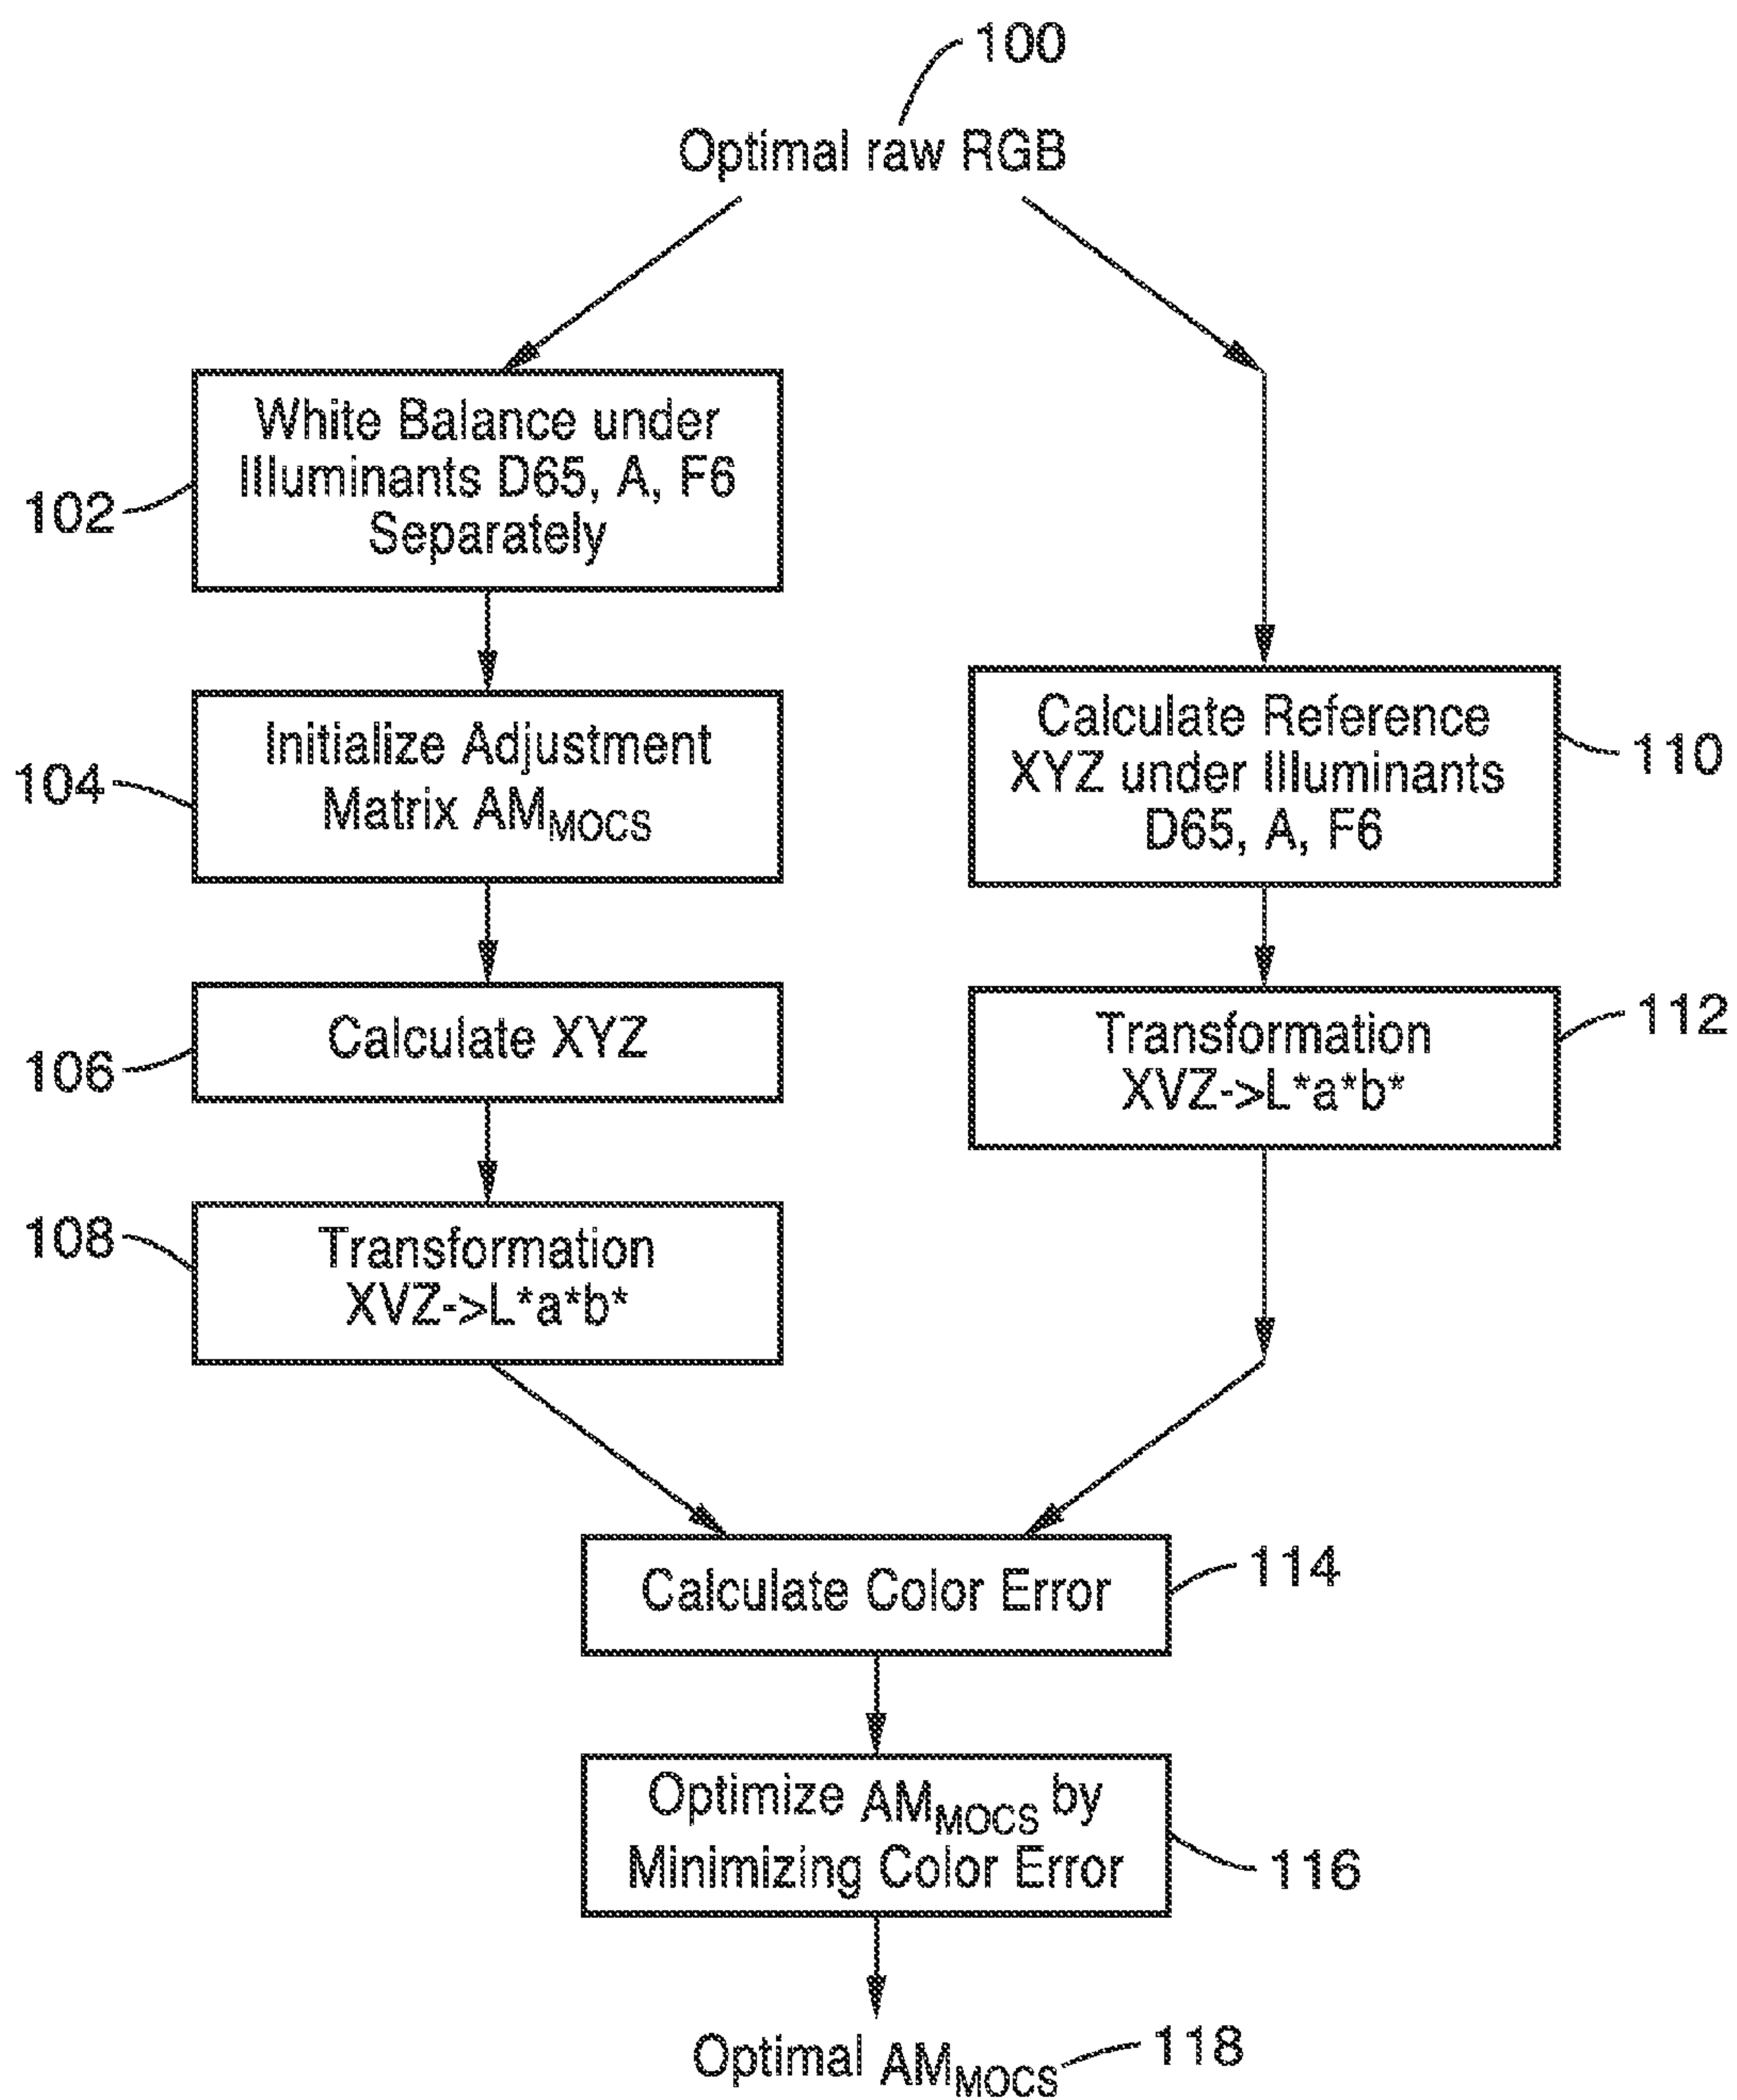 100
Optimal raw RGB
White Balance under
Illuminants D65, A, F6
Separately
102
Initialize Adjustment
Matrix AMMOCS
104
Calculate XYZ
106
Transformation
XVZ->L*a*b*
108
Calculate Reference
XYZ under Illuminants
D65, A, F6
110
Transformation
XVZ->L*a*b*
112
Calculate Color Error
114
Optimize AMMOCS by
Minimizing Color Error
116
Optimal AMMOCS
118